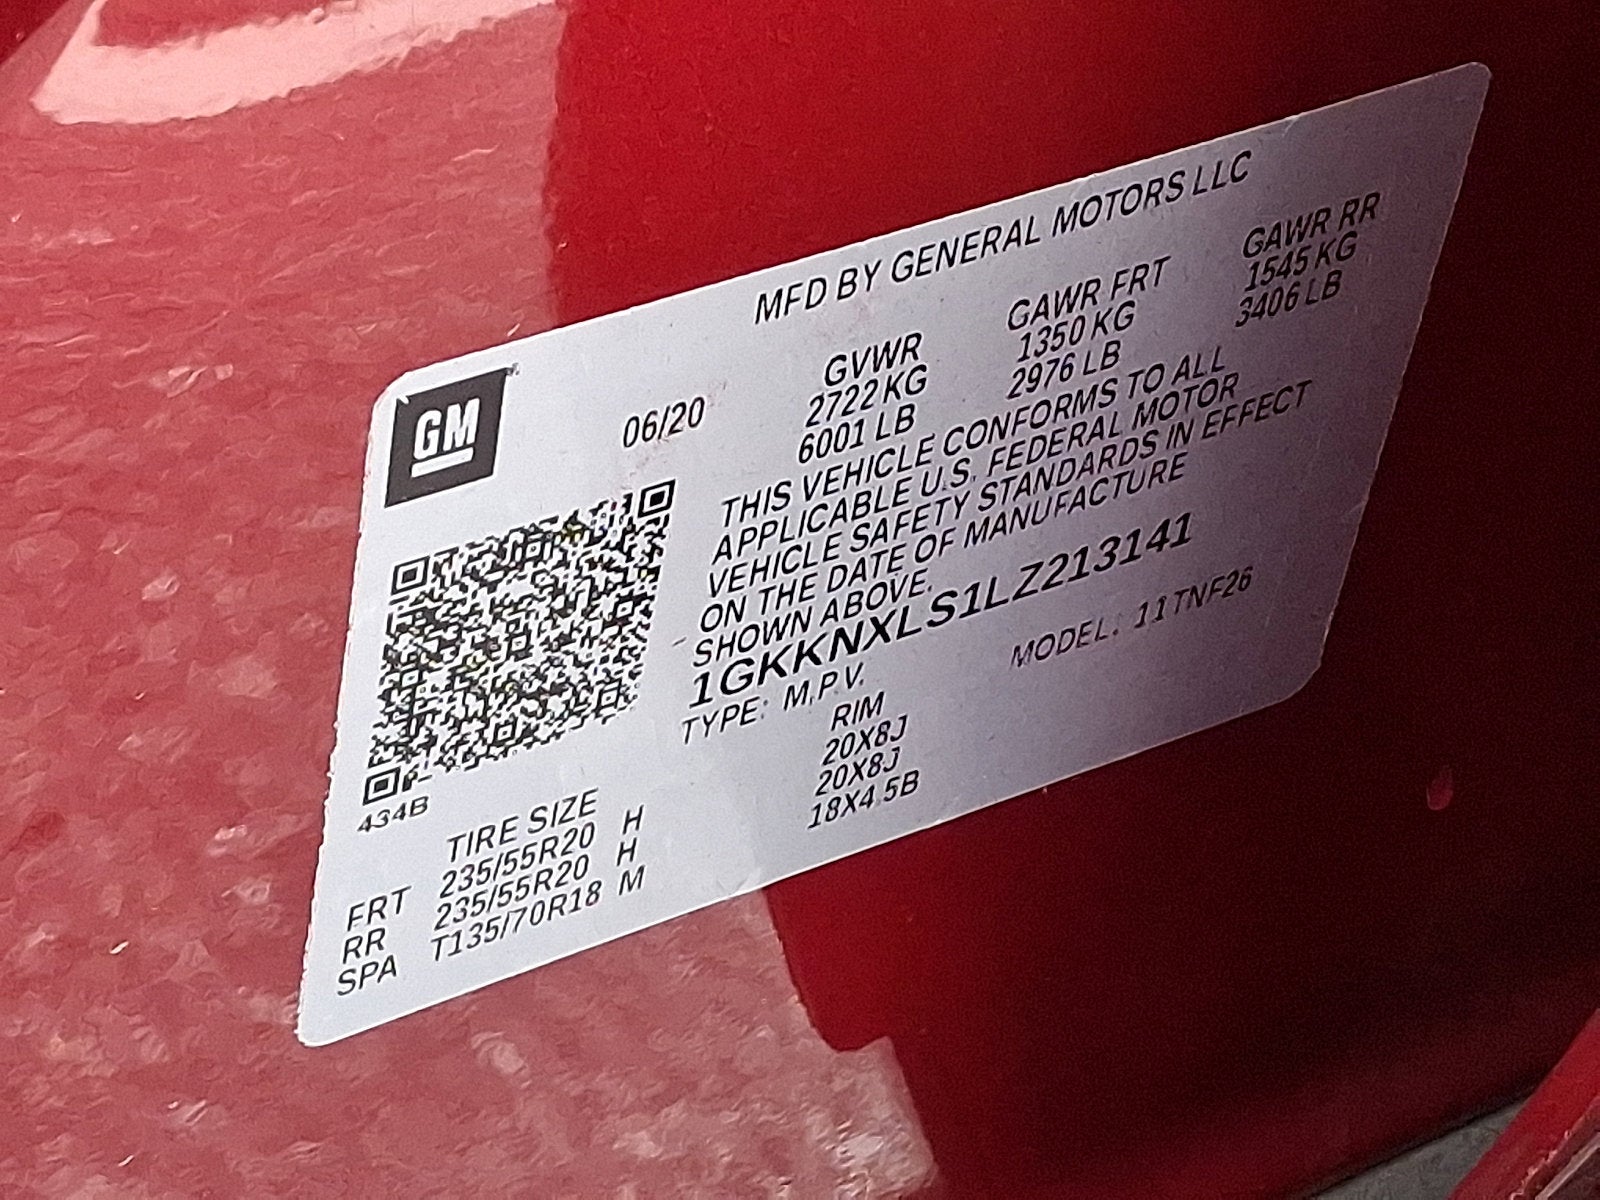 MFD BY GENERAL MOTORS LLC
GM
06/20
GVWR GAWR FRT GAWR RR
2722 KG 1350 KG 1545 KG
6001 LB 2976 LB 3406 LB
THIS VEHICLE CONFORMS TO ALL
APPLICABLE U.S. FEDERAL MOTOR
VEHICLE SAFETY STANDARDS IN EFFECT
ON THE DATE OF MANUFACTURE
SHOWN ABOVE.
1GKKNXLS1LZ213141
TYPE: M.P.V. MODEL: 11TNF26
434B
TIRE SIZE RIM
FRT 235/55R20 H 20X8J
RR 235/55R20 H 20X8J
SPA T135/70R18 M 18X4.5B